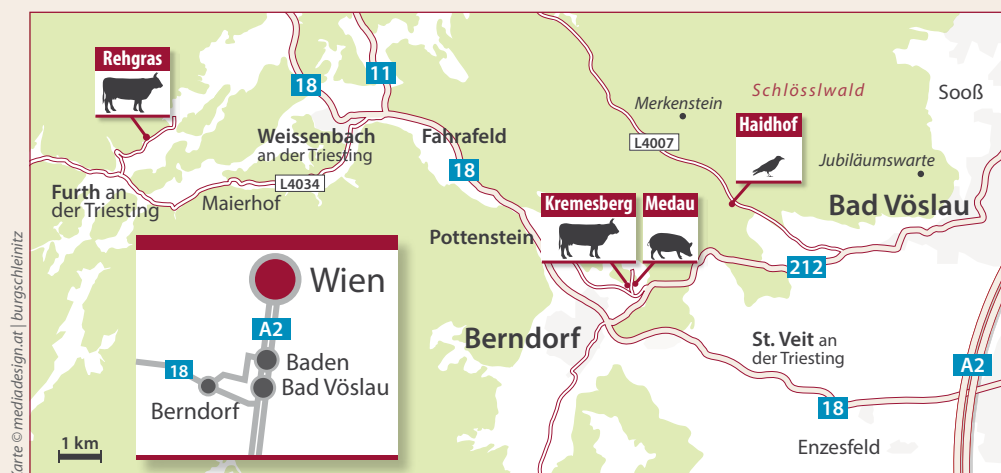 Rehgras
18
11
Weissenbach
an der Triesting
Fahrafeld
18
L4034
Furth an
der Triesting
Maierhof
Pottenstein
Merkenstein
Schlösslwald
Sooß
L4007
Haidhof
Jubiläumswarte
Bad Vöslau
Kremesberg
Medau
212
Berndorf
St. Veit an
der Triesting
A2
18
Enzesfeld
Wien
A2
Baden
18
Bad Vöslau
Berndorf
1 km
Karte © mediadesign.at | burgschleinitz